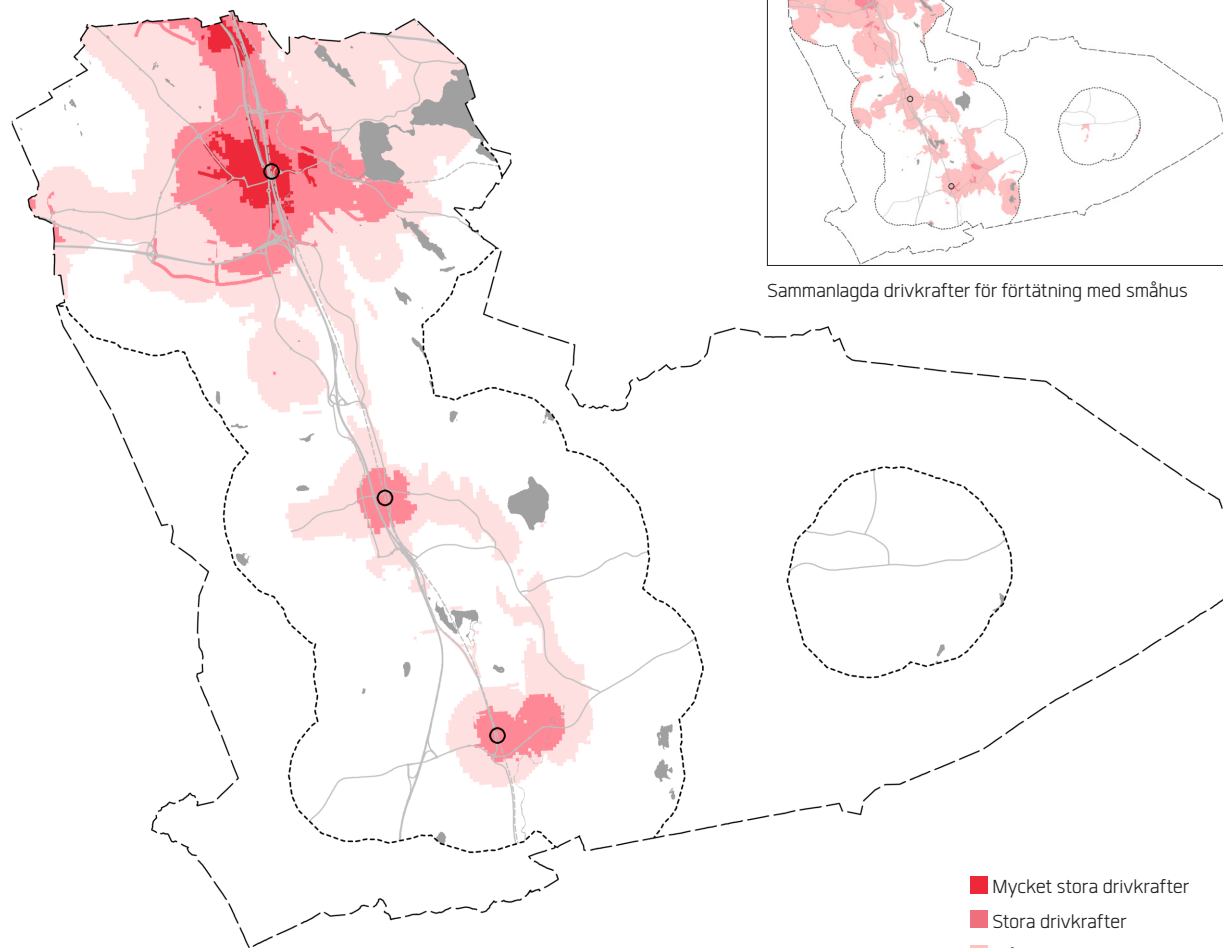 Sammanlagda drivkrafter för förtätning med småhus
Mycket stora drivkrafter
Stora drivkrafter